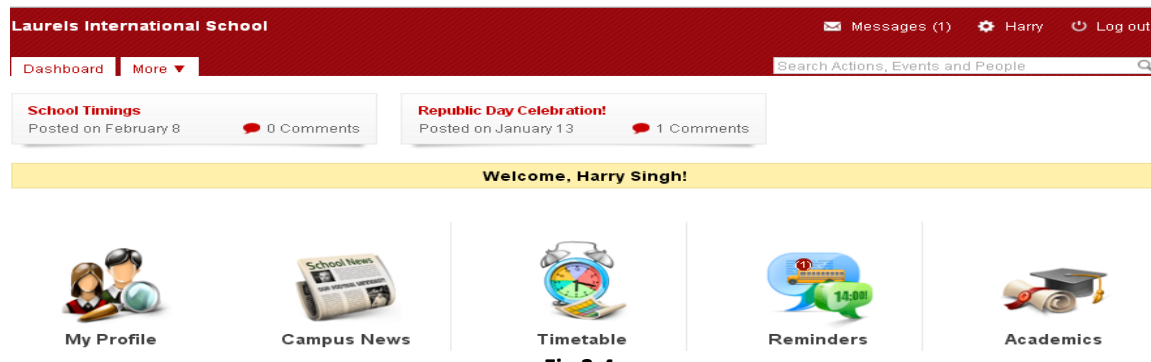 Laurels International School
Messages (1) Harry Log out
Dashboard More ▼
Search Actions, Events and People
School Timings
Posted on February 8 0 Comments
Republic Day Celebration!
Posted on January 13 1 Comments
Welcome, Harry Singh!
School News
1
14:00!
My Profile
Campus News
Timetable
Reminders
Academics